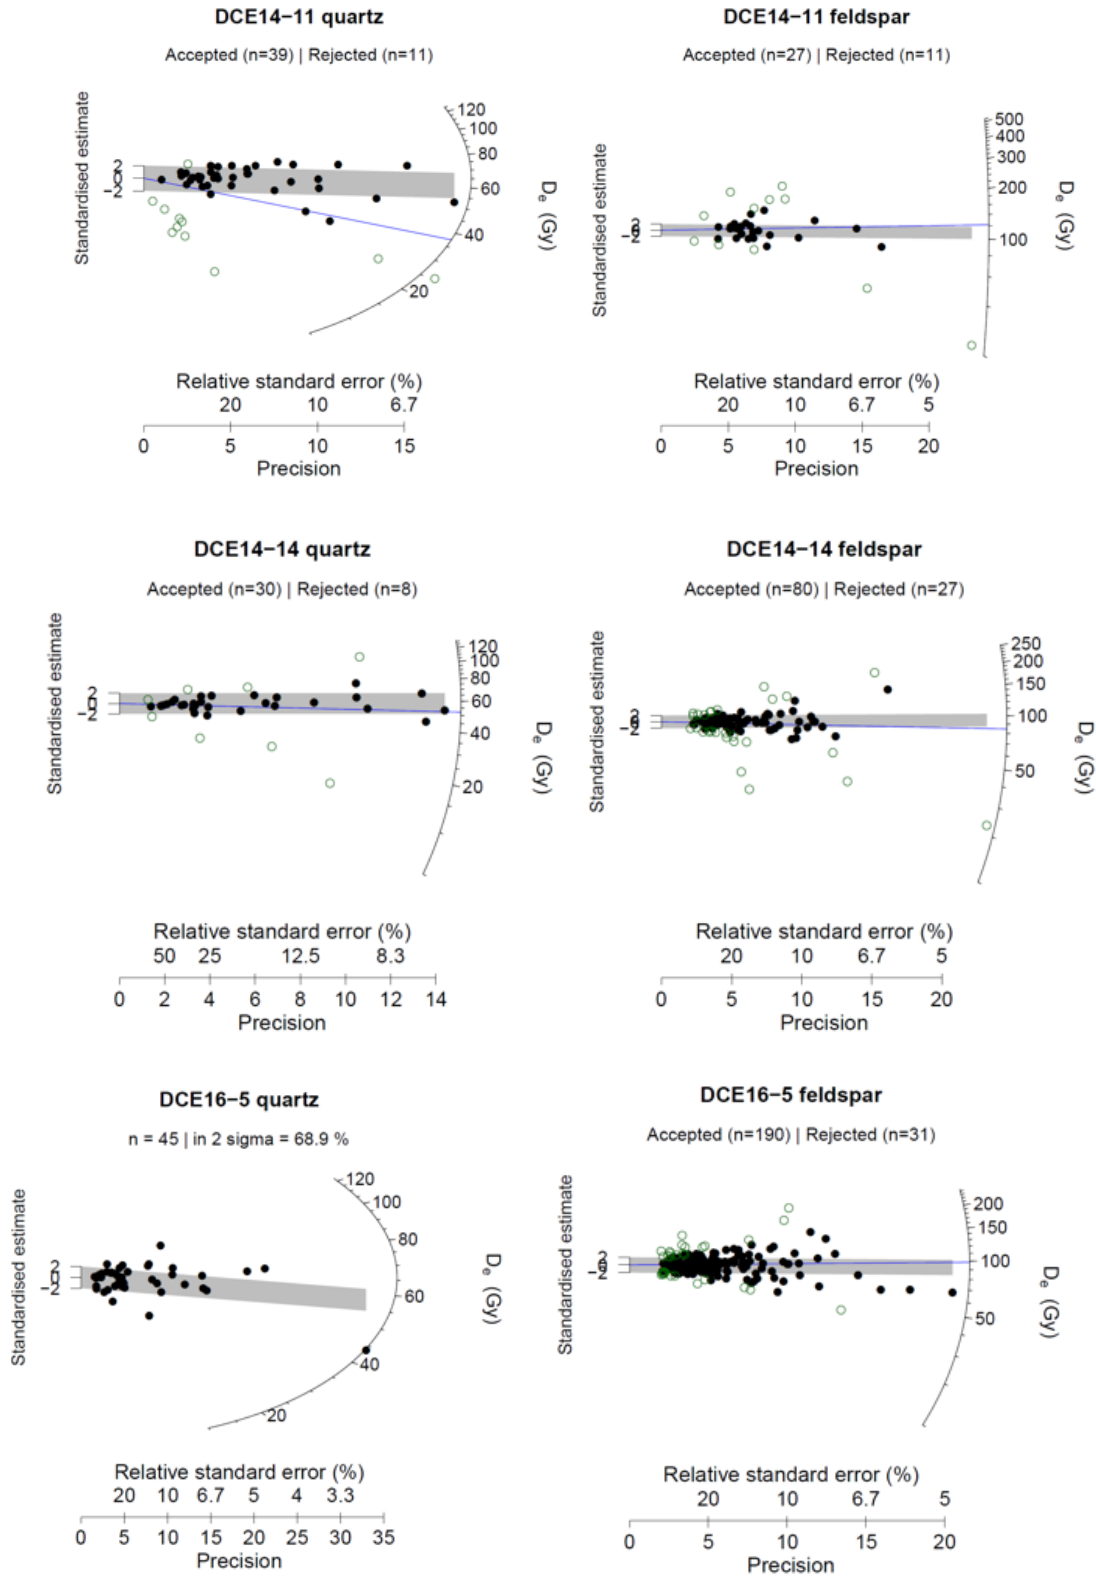 DCE14−11 quartz
Accepted (n=39) | Rejected (n=11)
Standardised estimate
2
0
−2
120
100
80
60
40
20
De (Gy)
Relative standard error (%)
20 10 6.7
0 5 10 15
Precision
DCE14−11 feldspar
Accepted (n=27) | Rejected (n=11)
Standardised estimate
2
0
−2
500
400
300
200
100
De (Gy)
Relative standard error (%)
20 10 6.7 5
0 5 10 15 20
Precision
DCE14−14 quartz
Accepted (n=30) | Rejected (n=8)
Standardised estimate
2
0
−2
120
100
80
60
40
20
De (Gy)
Relative standard error (%)
50 25 12.5 8.3
0 2 4 6 8 10 12 14
Precision
DCE14−14 feldspar
Accepted (n=80) | Rejected (n=27)
Standardised estimate
2
0
−2
250
200
150
100
50
De (Gy)
Relative standard error (%)
20 10 6.7 5
0 5 10 15 20
Precision
DCE16−5 quartz
n = 45 | in 2 sigma = 68.9 %
Standardised estimate
2
0
−2
120
100
80
60
40
20
De (Gy)
Relative standard error (%)
20 10 6.7 5 4 3.3
0 5 10 15 20 25 30 35
Precision
DCE16−5 feldspar
Accepted (n=190) | Rejected (n=31)
Standardised estimate
2
0
−2
200
150
100
50
De (Gy)
Relative standard error (%)
20 10 6.7 5
0 5 10 15 20
Precision